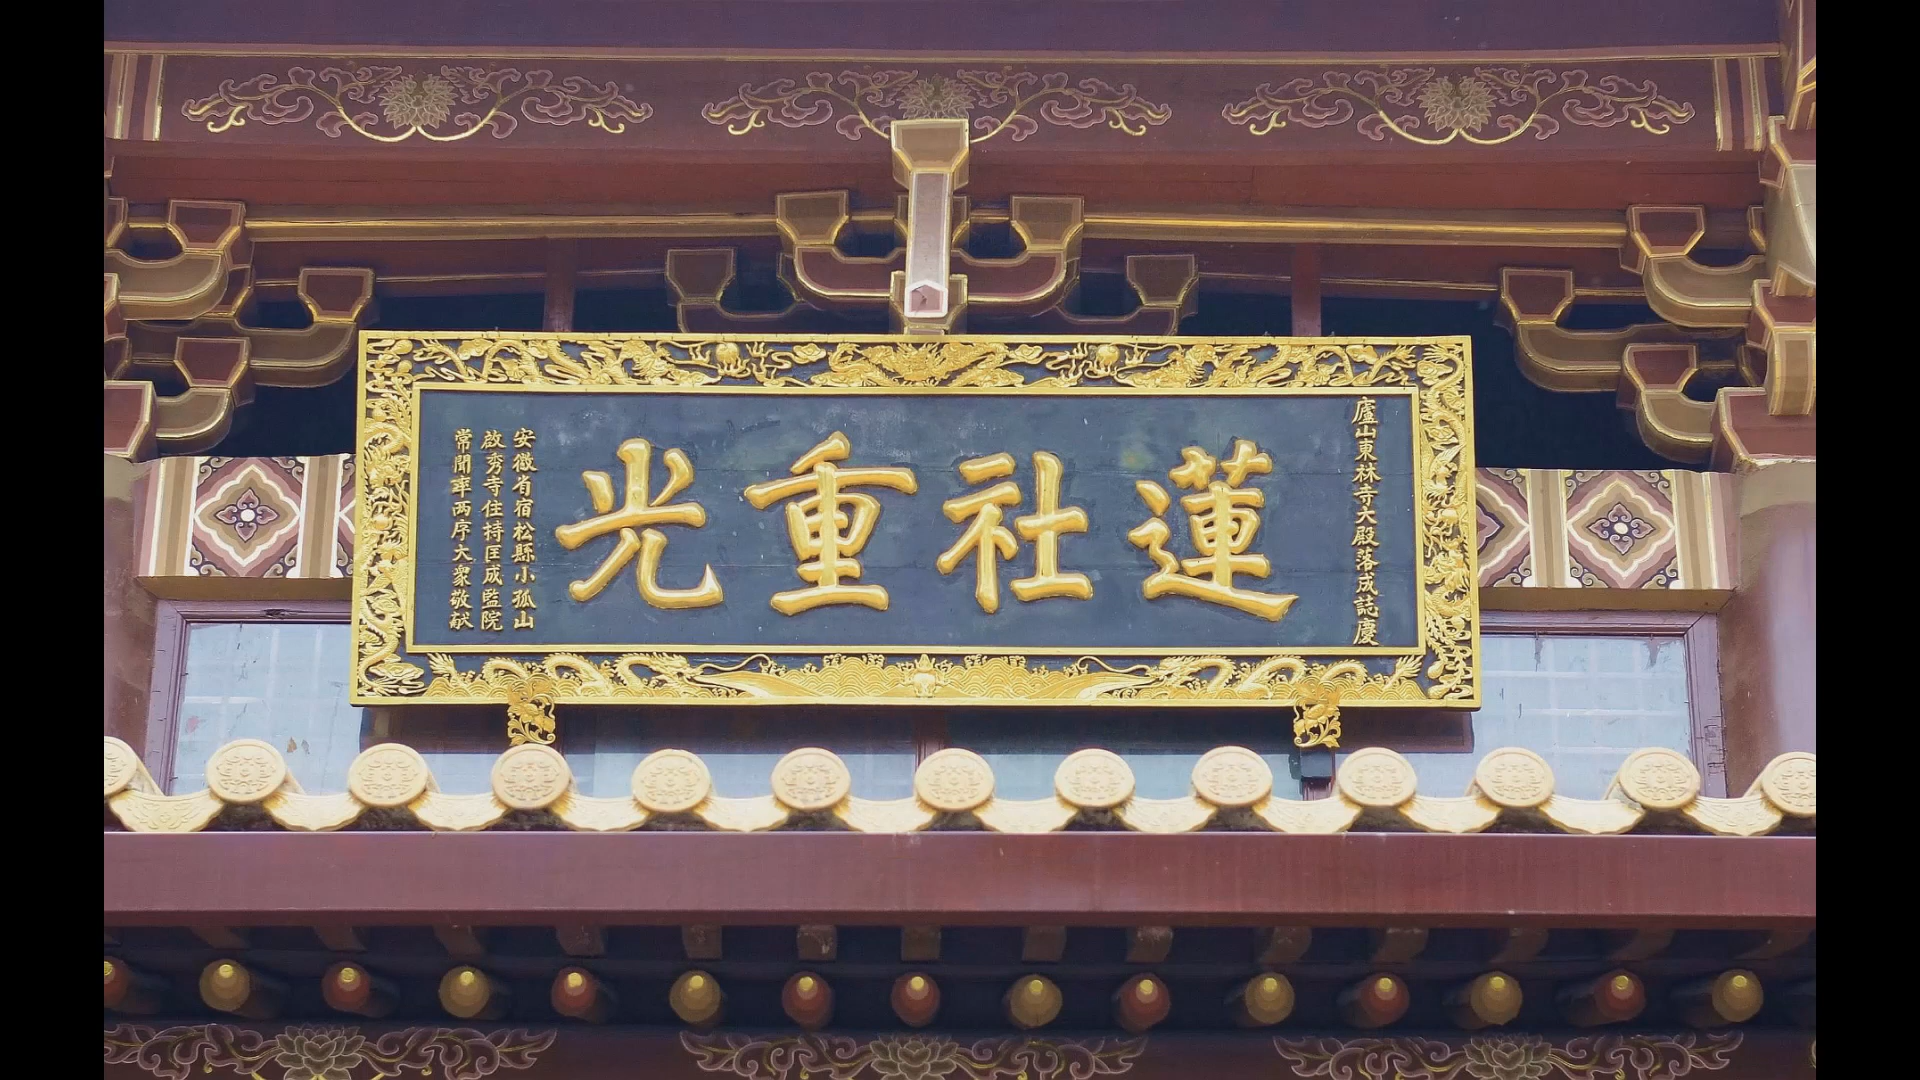 廬山東林寺大殿落成誌慶
蓮社重光
安徽省宿松縣小孤山
啟秀寺住持匡成監院
常聞率两序大衆敬献